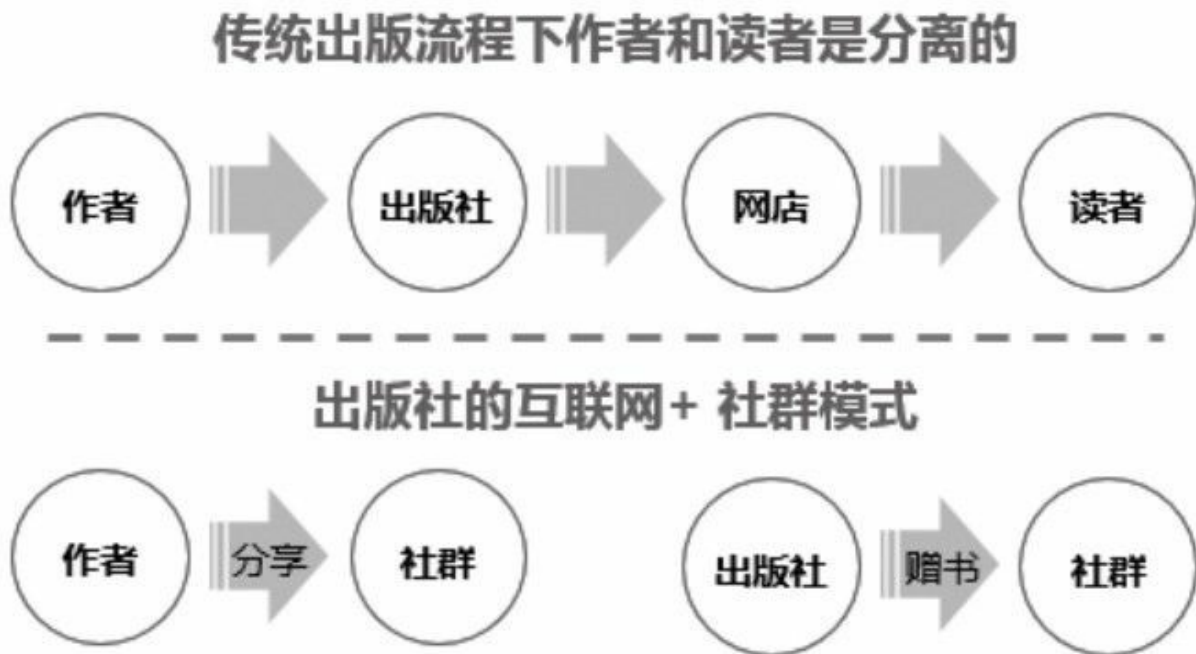 传统出版流程下作者和读者是分离的
作者 出版社 网店 读者
出版社的互联网+ 社群模式
作者 分享 社群 出版社 赠书 社群